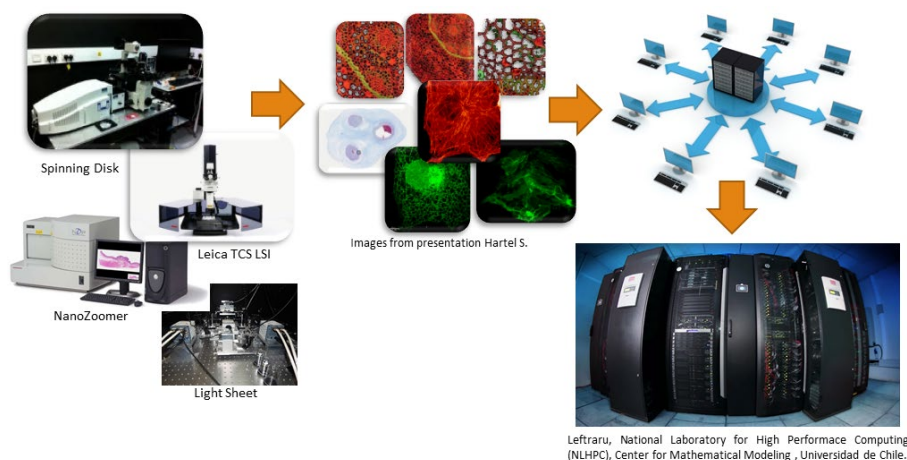 Spinning Disk
Leica TCS LSI
NanoZoomer
Light Sheet
Images from presentation Hartel S.
Leftraru, National Laboratory for High Performace Computing
(NLHPC), Center for Mathematical Modeling , Universidad de Chile.